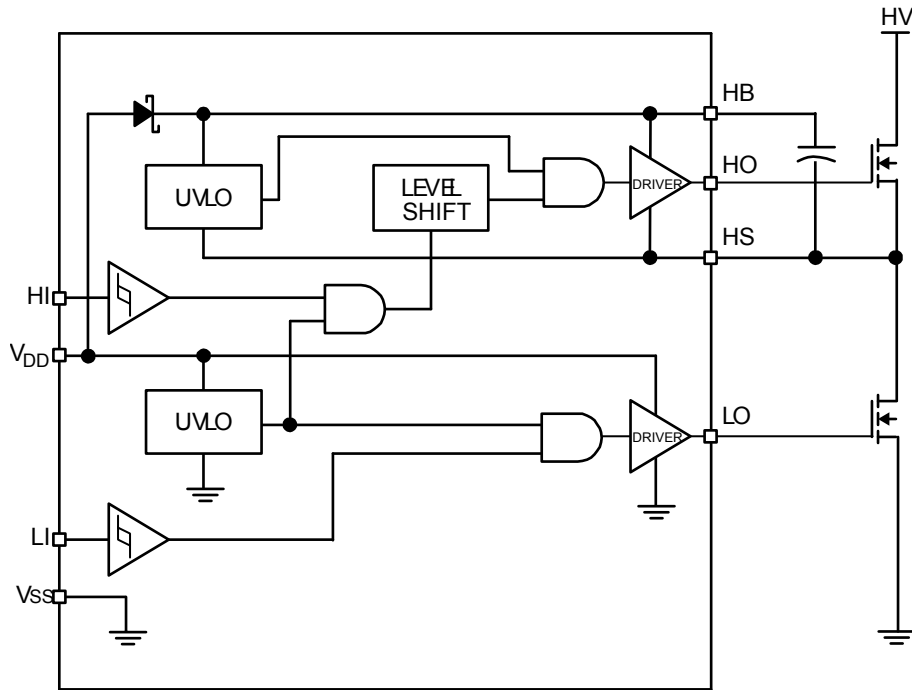 HV
HB
HO
DRIVER
LEVEL
SHIFT
UVLO
HS
HI
VDD
UVLO
LO
DRIVER
LI
VSS